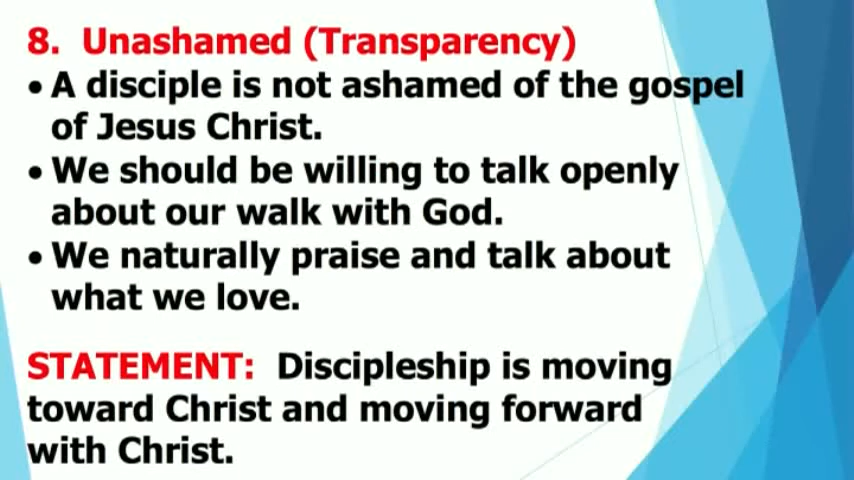 8. Unashamed (Transparency)
• A disciple is not ashamed of the gospel
of Jesus Christ.
• We should be willing to talk openly
about our walk with God.
• We naturally praise and talk about
what we love.
STATEMENT: Discipleship is moving
toward Christ and moving forward
with Christ.